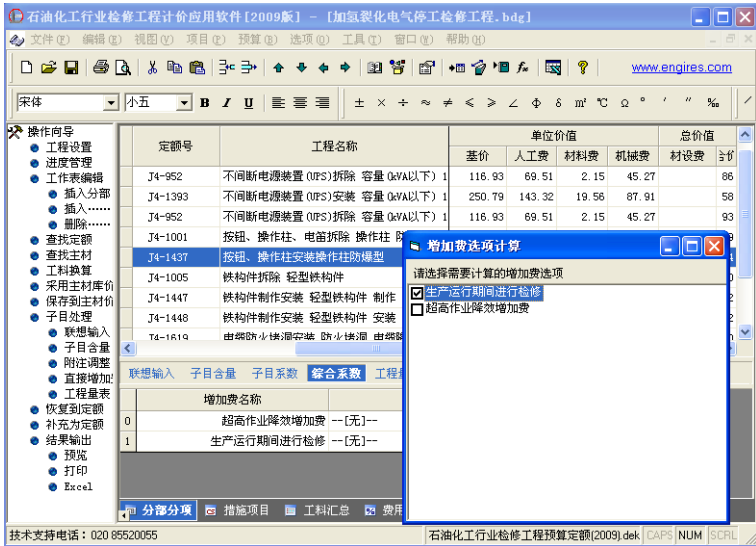 石油化工行业检修工程计价应用软件[2009版] - [加氢裂化电气停工检修工程.bdg]
文件(F) 编辑(E) 视图(V) 项目(P) 预算(B) 选项(O) 工具(T) 窗口(W) 帮助(H)
www.engires.com
宋体 小五 B I U ± × ÷ ≈ ≠ ≤ ≥ ∠ Φ δ ㎡ ℃ Ω ° ′ ″ ‰
操作向导
工程设置
进度管理
工作表编辑
插入分部
插入……
删除……
查找定额
查找主材
工料换算
采用主材库价
保存到主材价
子目处理
联想输入
子目含量
附注调整
直接增加
工程量表
恢复到定额
补充为定额
结果输出
预览
打印
Excel
定额号 工程名称 单位价值 总价值
基价 人工费 材料费 机械费 材设费
J4-952 不间断电源装置(UPS)拆除 容量(kVA以下) 1 116.93 69.51 2.15 45.27 86
J4-1393 不间断电源装置(UPS)安装 容量(kVA以下) 1 250.79 143.32 19.56 87.91 58
J4-952 不间断电源装置(UPS)拆除 容量(kVA以下) 1 116.93 69.51 2.15 45.27 93
J4-1001 按钮、操作柱、电笛拆除 操作柱
J4-1437 按钮、操作柱安装操作柱防爆型
J4-1005 铁构件拆除 轻型铁构件
J4-1447 铁构件制作安装 轻型铁构件 制作
J4-1448 铁构件制作安装 轻型铁构件 安装
J4-1619 电缆防火堵洞安装 防火堵洞
联想输入 子目含量 子目系数 综合系数 工程
增加费名称
0 超高作业降效增加费 --[无]--
1 生产运行期间进行检修 --[无]--
增加费选项计算
请选择需要计算的增加费选项
生产运行期间进行检修
超高作业降效增加费
分部分项 措施项目 工料汇总 费用
技术支持电话：020 85520055 石油化工行业检修工程预算定额(2009).dek CAPS NUM SCRL